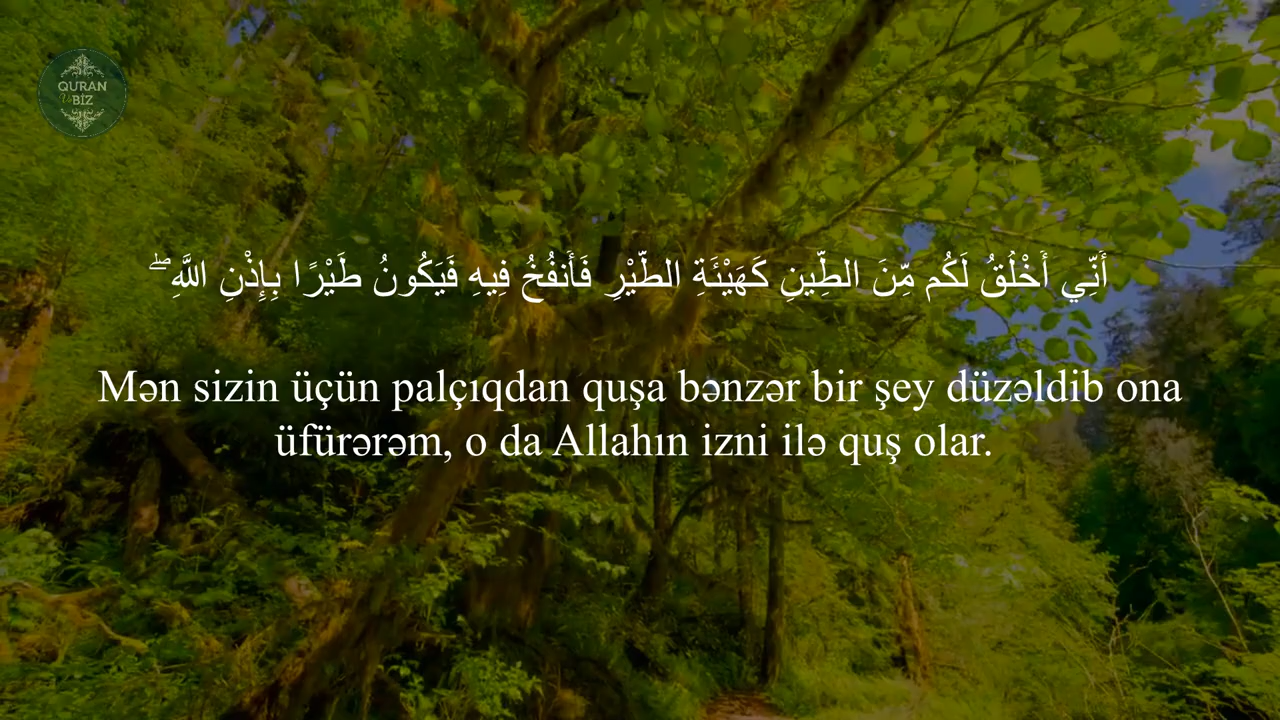 QURAN
Və BİZ
أَنِّي أَخْلُقُ لَكُم مِّنَ الطِّينِ كَهَيْئَةِ الطَّيْرِ فَأَنفُخُ فِيهِ فَيَكُونُ طَيْرًا بِإِذْنِ اللَّهِ ۖ
Mən sizin üçün palçıqdan quşa bənzər bir şey düzəldib ona
üfürərəm, o da Allahın izni ilə quş olar.